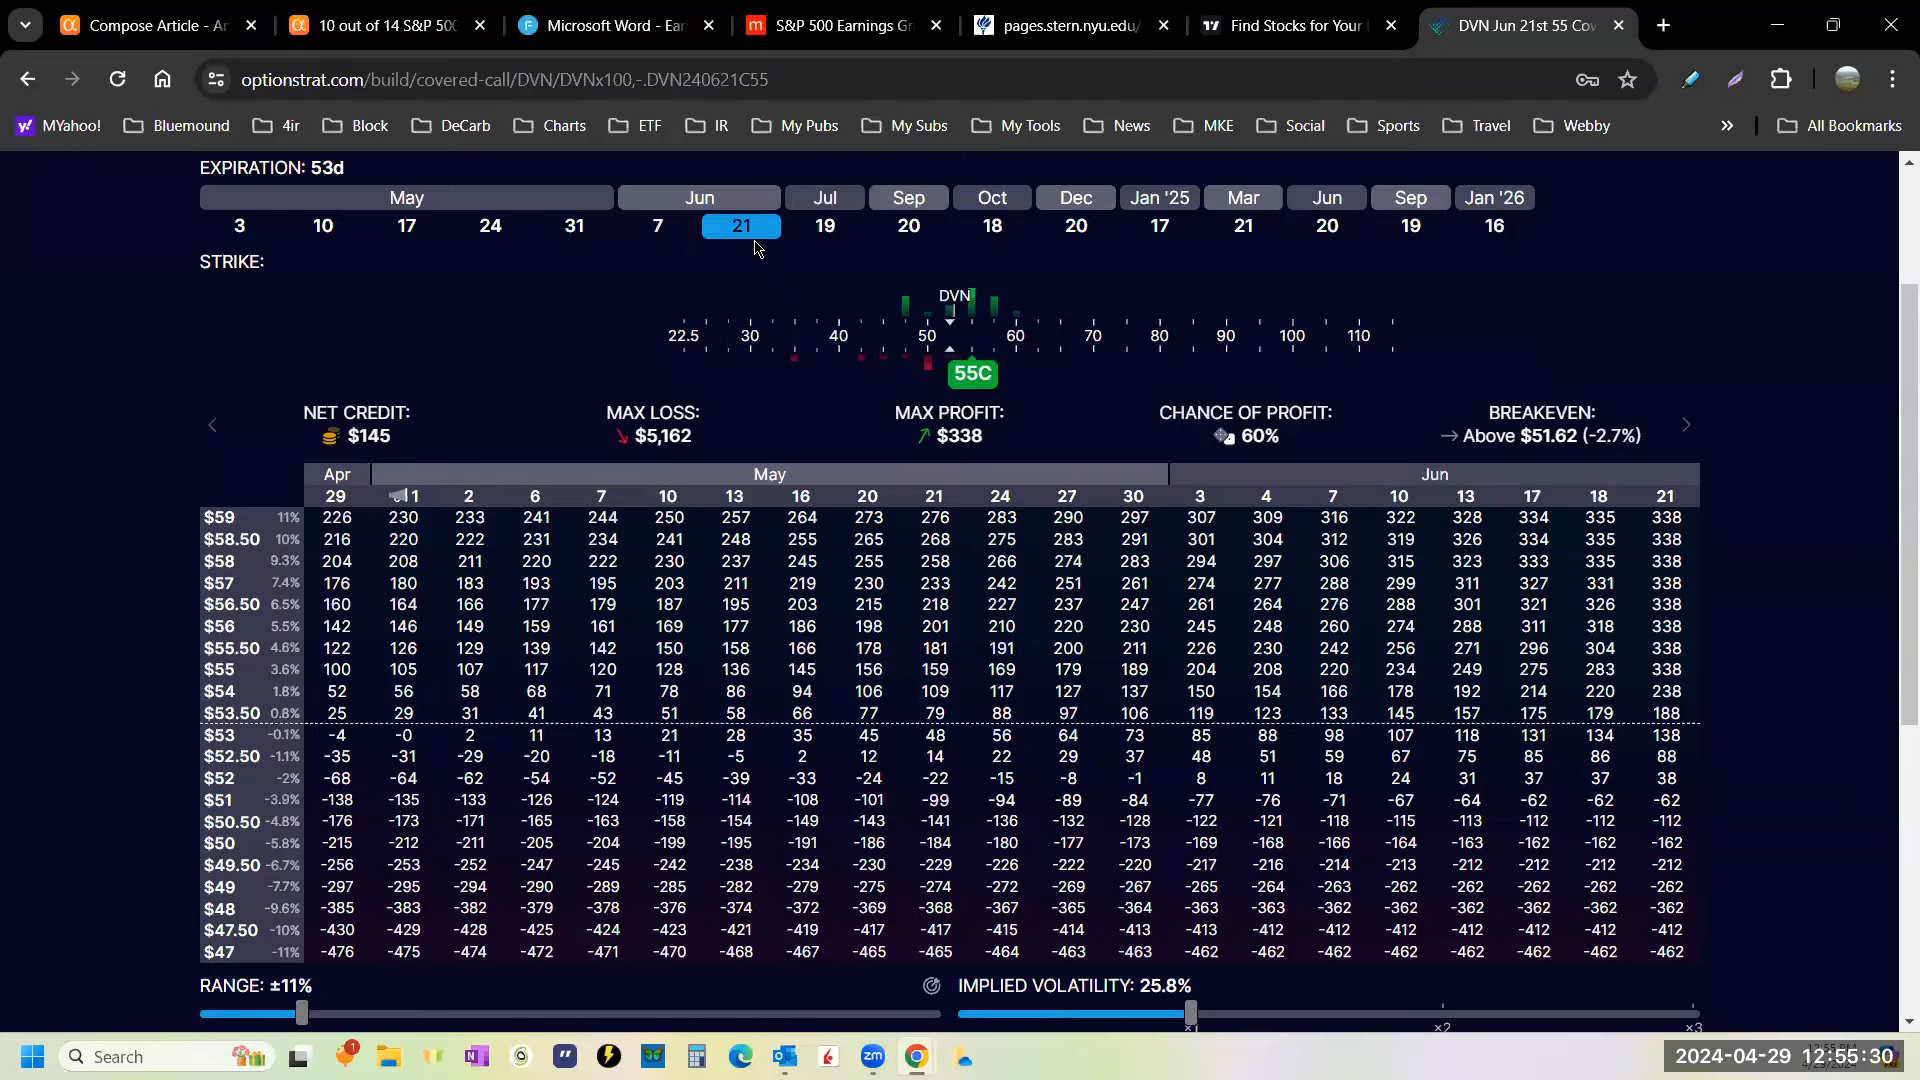 Compose Article - An
10 out of 14 S&P 500
Microsoft Word - Ear
S&P 500 Earnings Gr
pages.stern.nyu.edu/
Find Stocks for Your
DVN Jun 21st 55 Cov
optionstrat.com/build/covered-call/DVN/DVNx100,-.DVN240621C55
MYahoo! Bluemound 4ir Block DeCarb Charts ETF IR My Pubs My Subs My Tools News MKE Social Sports Travel Webby All Bookmarks
EXPIRATION: 53d
May Jun Jul Sep Oct Dec Jan '25 Mar Jun Sep Jan '26
3 10 17 24 31 7 21 19 20 18 20 17 21 20 19 16
STRIKE:
DVN
22.5 30 40 50 60 70 80 90 100 110
55C
NET CREDIT: MAX LOSS: MAX PROFIT: CHANCE OF PROFIT: BREAKEVEN:
$145 $5,162 $338 60% Above $51.62 (-2.7%)
Apr May Jun
29 1 2 6 7 10 13 16 20 21 24 27 30 3 4 7 10 13 17 18 21
$59 11% 226 230 233 241 244 250 257 264 273 276 283 290 297 307 309 316 322 328 334 335 338
$58.50 10% 216 220 222 231 234 241 248 255 265 268 275 283 291 301 304 312 319 326 334 335 338
$58 9.3% 204 208 211 220 222 230 237 245 255 258 266 274 283 294 297 306 315 323 333 335 338
$57 7.4% 176 180 183 193 195 203 211 219 230 233 242 251 261 274 277 288 299 311 327 331 338
$56.50 6.5% 160 164 166 177 179 187 195 203 215 218 227 237 247 261 264 276 288 301 321 326 338
$56 5.5% 142 146 149 159 161 169 177 186 198 201 210 220 230 245 248 260 274 288 311 318 338
$55.50 4.6% 122 126 129 139 142 150 158 166 178 181 191 200 211 226 230 242 256 271 296 304 338
$55 3.6% 100 105 107 117 120 128 136 145 156 159 169 179 189 204 208 220 234 249 275 283 338
$54 1.8% 52 56 58 68 71 78 86 94 106 109 117 127 137 150 154 166 178 192 214 220 238
$53.50 0.8% 25 29 31 41 43 51 58 66 77 79 88 97 106 119 123 133 145 157 175 179 188
$53 -0.1% -4 -0 2 11 13 21 28 35 45 48 56 64 73 85 88 98 107 118 131 134 138
$52.50 -1.1% -35 -31 -29 -20 -18 -11 -5 2 12 14 22 29 37 48 51 59 67 75 85 86 88
$52 -2% -68 -64 -62 -54 -52 -45 -39 -33 -24 -22 -15 -8 -1 8 11 18 24 31 37 37 38
$51 -3.9% -138 -135 -133 -126 -124 -119 -114 -108 -101 -99 -94 -89 -84 -77 -76 -71 -67 -64 -62 -62 -62
$50.50 -4.8% -176 -173 -171 -165 -163 -158 -154 -149 -143 -141 -136 -132 -128 -122 -121 -118 -115 -113 -112 -112 -112
$50 -5.8% -215 -212 -211 -205 -204 -199 -195 -191 -186 -184 -180 -177 -173 -169 -168 -166 -164 -163 -162 -162 -162
$49.50 -6.7% -256 -253 -252 -247 -245 -242 -238 -234 -230 -229 -226 -222 -220 -217 -216 -214 -213 -212 -212 -212 -212
$49 -7.7% -297 -295 -294 -290 -289 -285 -282 -279 -275 -274 -272 -269 -267 -265 -264 -263 -262 -262 -262 -262 -262
$48 -9.6% -385 -383 -382 -379 -378 -376 -374 -372 -369 -368 -367 -365 -364 -363 -363 -362 -362 -362 -362 -362 -362
$47.50 -10% -430 -429 -428 -425 -424 -423 -421 -419 -417 -417 -415 -414 -413 -413 -412 -412 -412 -412 -412 -412 -412
$47 -11% -476 -475 -474 -472 -471 -470 -468 -467 -465 -465 -464 -463 -463 -462 -462 -462 -462 -462 -462 -462 -462
RANGE: ±11% IMPLIED VOLATILITY: 25.8%
x1 x2 x3
Search
2024-04-29 12:55:30